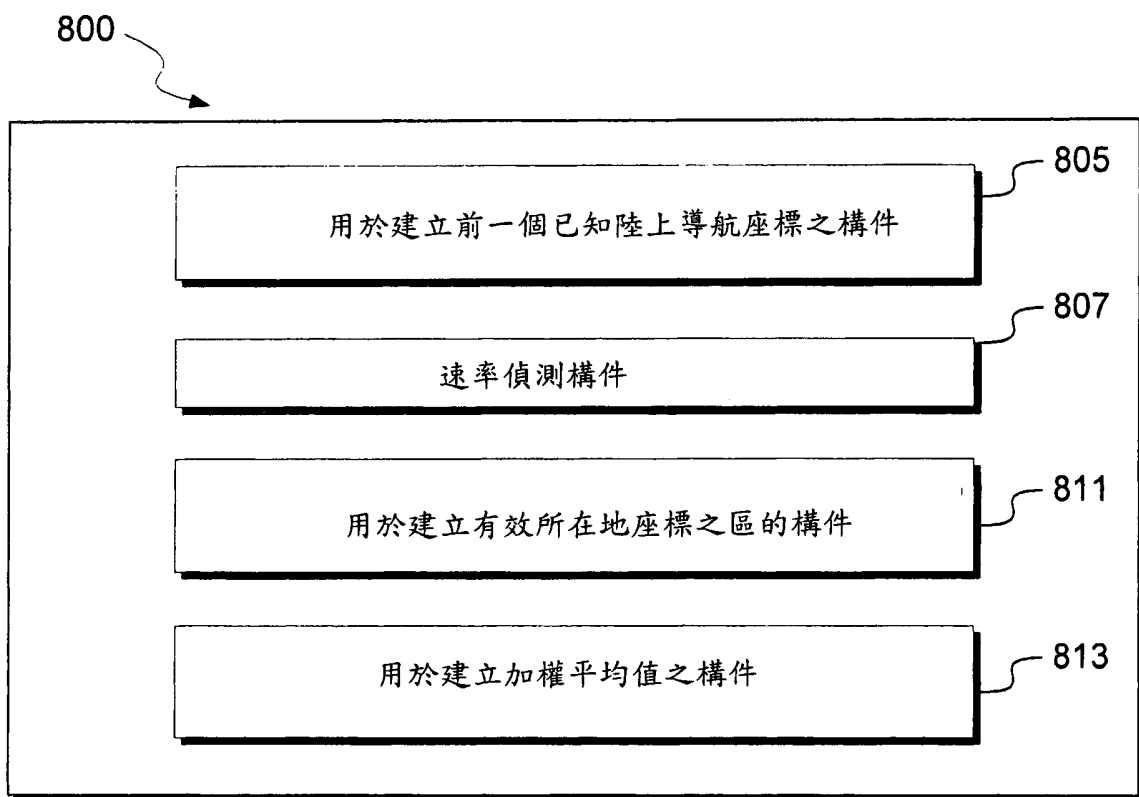 800
805
用於建立前一個已知陸上導航座標之構件
807
速率偵測構件
811
用於建立有效所在地座標之區的構件
813
用於建立加權平均值之構件